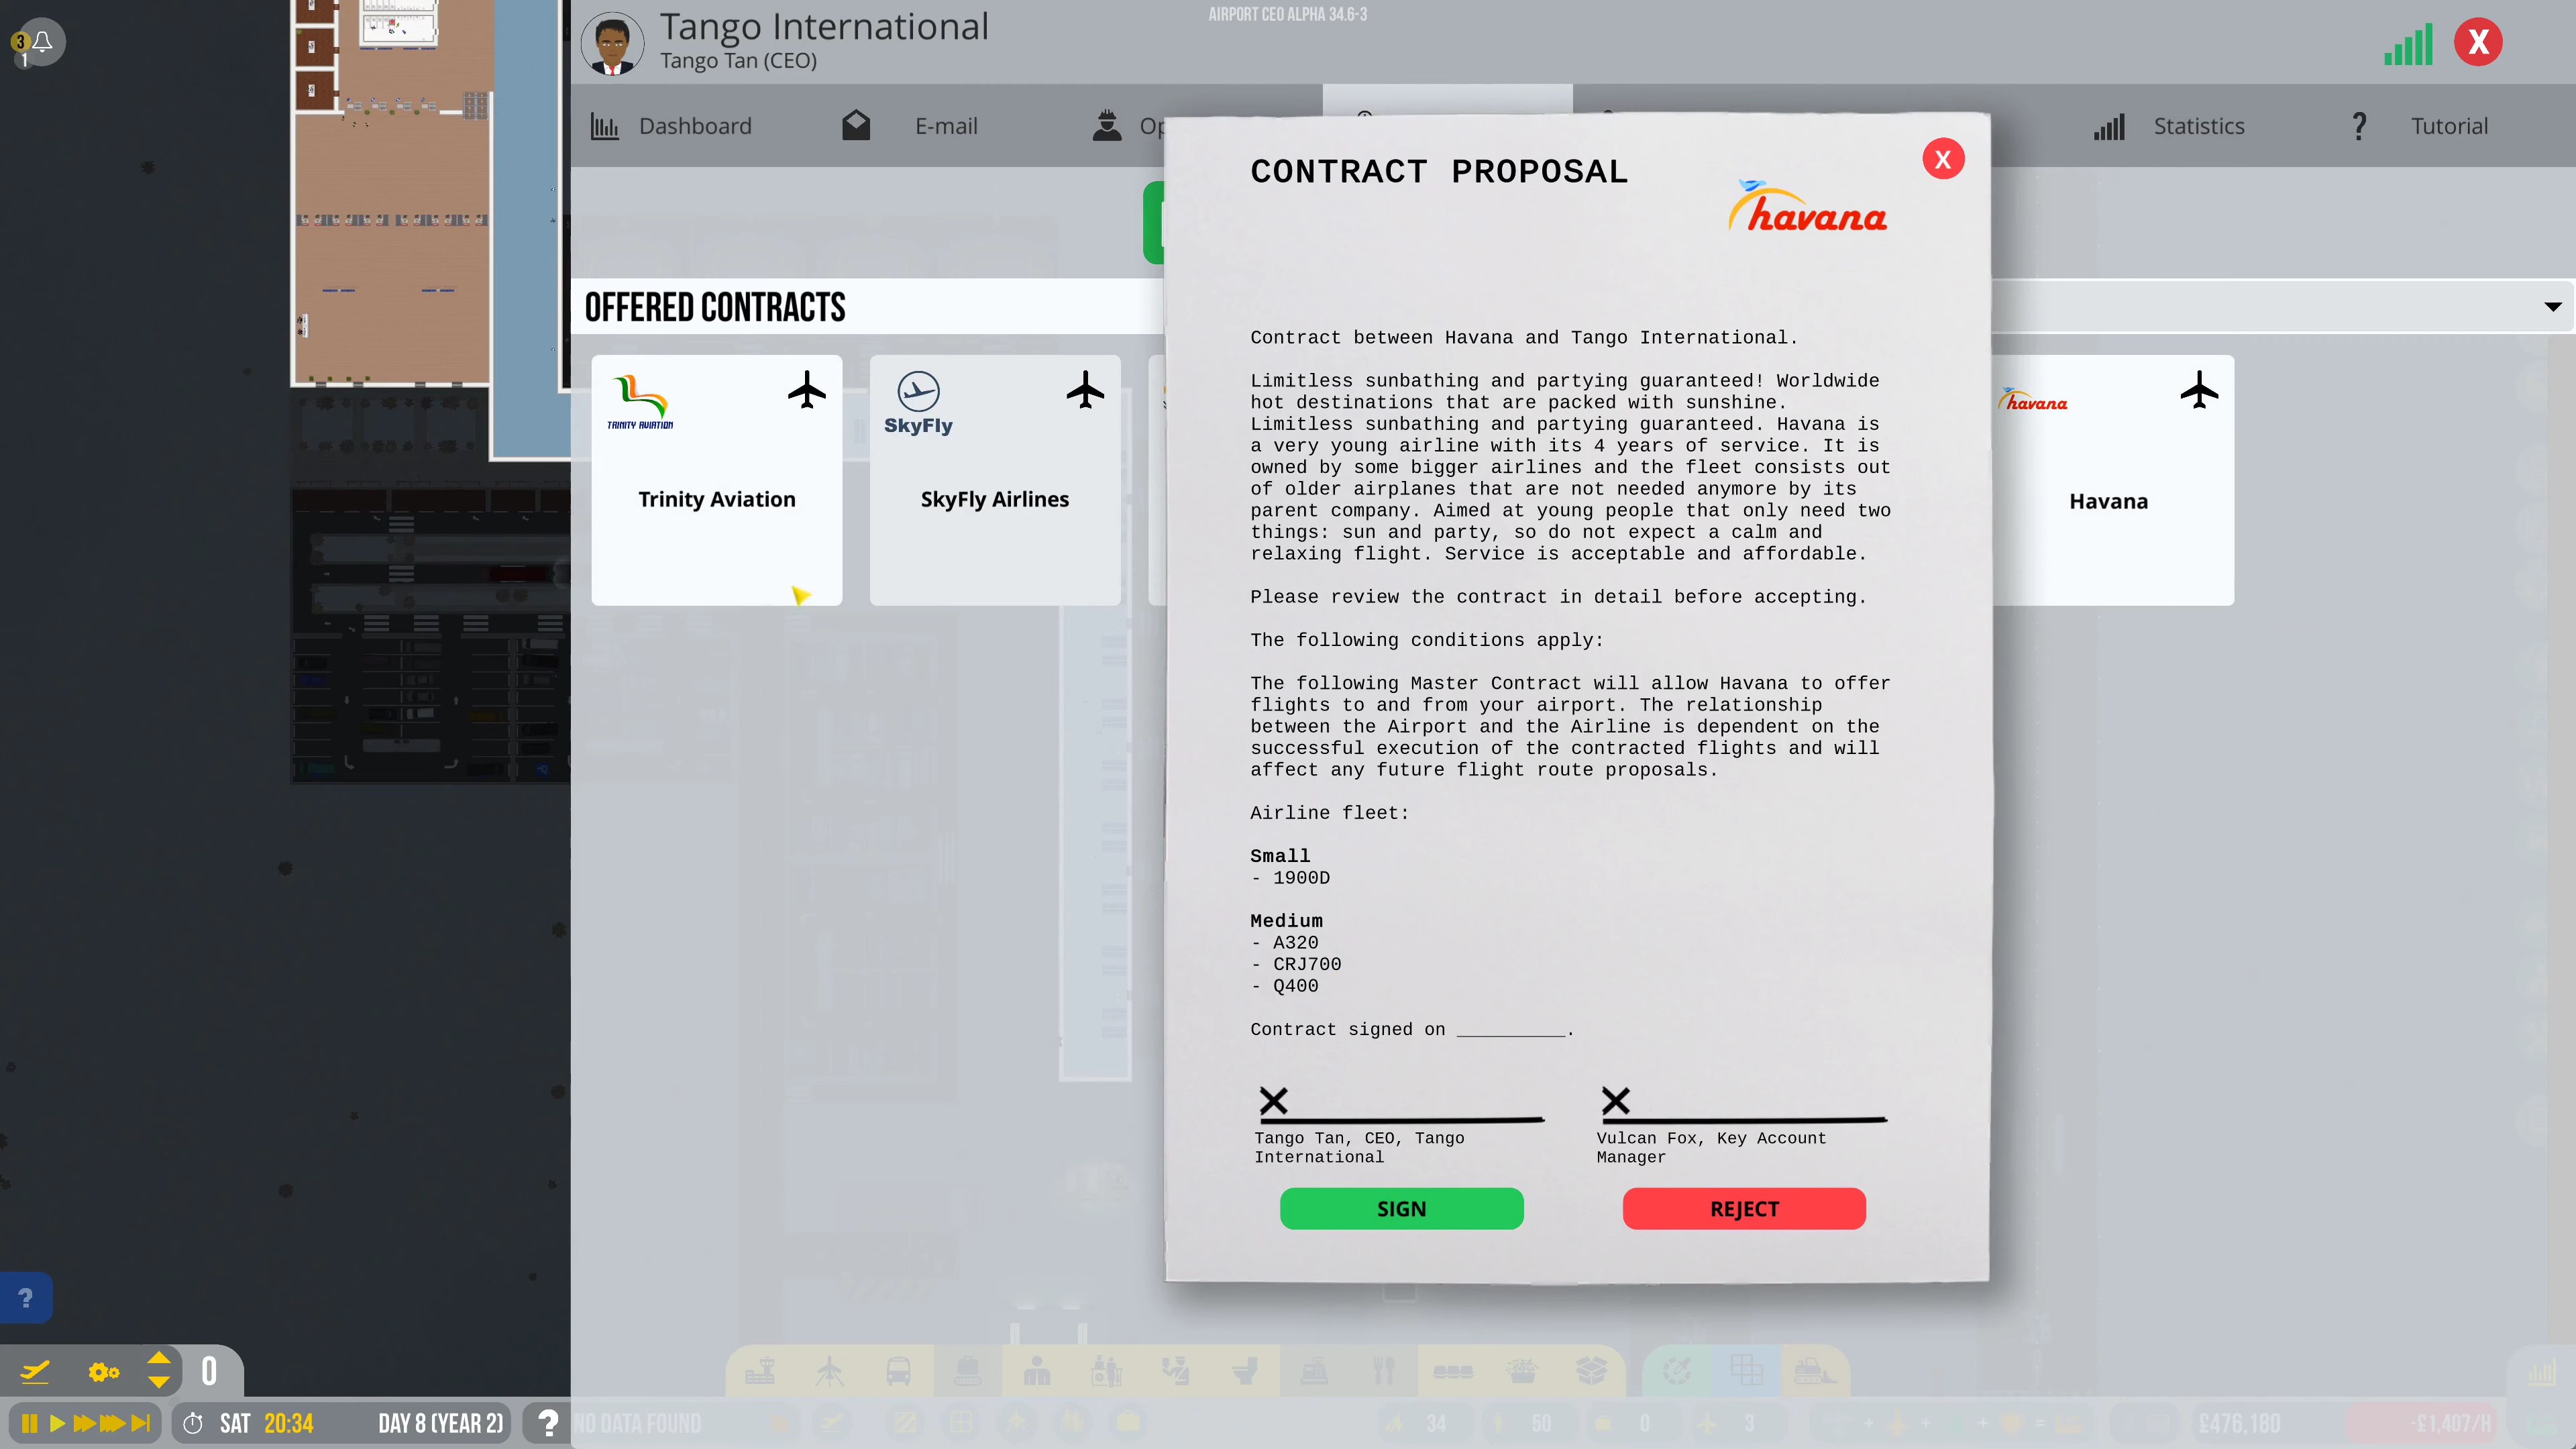 AIRPORT CEO ALPHA 34.6-3
3
1
Tango International
Tango Tan (CEO)
X
Dashboard
E-mail
Op
Statistics
? Tutorial
OFFERED CONTRACTS
TRINITY AVIATION
Trinity Aviation
SkyFly
SkyFly Airlines
havana
Havana
CONTRACT PROPOSAL
X
havana
Contract between Havana and Tango International.
Limitless sunbathing and partying guaranteed! Worldwide
hot destinations that are packed with sunshine.
Limitless sunbathing and partying guaranteed. Havana is
a very young airline with its 4 years of service. It is
owned by some bigger airlines and the fleet consists out
of older airplanes that are not needed anymore by its
parent company. Aimed at young people that only need two
things: sun and party, so do not expect a calm and
relaxing flight. Service is acceptable and affordable.
Please review the contract in detail before accepting.
The following conditions apply:
The following Master Contract will allow Havana to offer
flights to and from your airport. The relationship
between the Airport and the Airline is dependent on the
successful execution of the contracted flights and will
affect any future flight route proposals.
Airline fleet:
Small
- 1900D
Medium
- A320
- CRJ700
- Q400
Contract signed on __________.
Tango Tan, CEO, Tango
International
Vulcan Fox, Key Account
Manager
SIGN
REJECT
?
0
SAT 20:34 DAY 8 (YEAR 2) ? NO DATA FOUND 34 50 0 3 + + + = £476,180 -£1,407/H